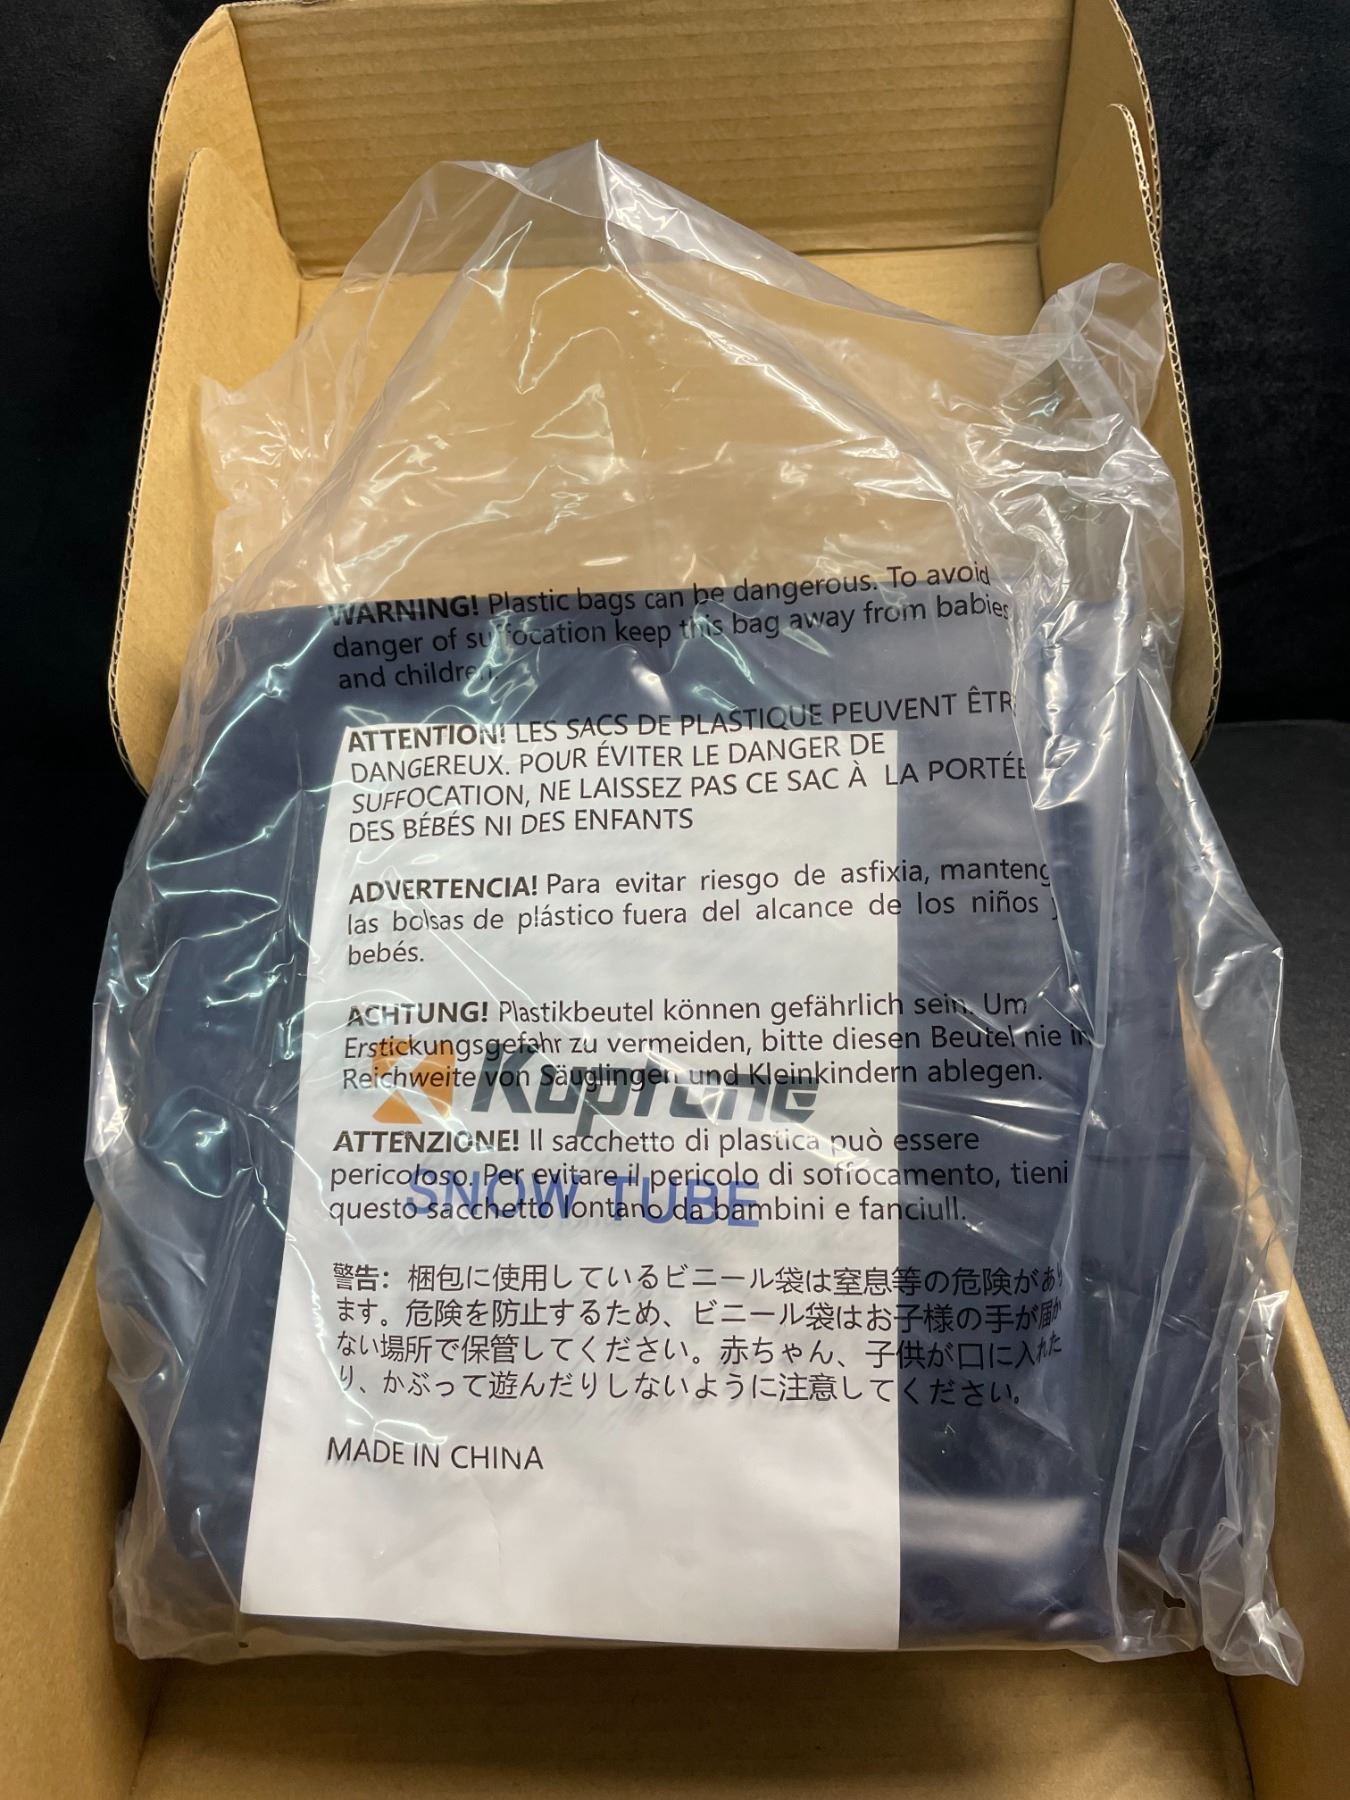 WARNING! Plastic bags can be dangerous. To avoid
danger of suffocation keep this bag away from babies
and children.
ATTENTION! LES SACS DE PLASTIQUE PEUVENT ÊTR
DANGEREUX. POUR ÉVITER LE DANGER DE
SUFFOCATION, NE LAISSEZ PAS CE SAC À LA PORTÉE
DES BÉBÉS NI DES ENFANTS
ADVERTENCIA! Para evitar riesgo de asfixia, manteng
las bolsas de plástico fuera del alcance de los niños y
bebés.
ACHTUNG! Plastikbeutel können gefährlich sein. Um
Erstickungsgefahr zu vermeiden, bitte diesen Beutel nie in
Reichweite von Säuglingen und Kleinkindern ablegen.
Kuprone
ATTENZIONE! Il sacchetto di plastica può essere
pericoloso. Per evitare il pericolo di soffocamento, tieni
SNOW TUBE
questo sacchetto lontano da bambini e fanciull.
警告：梱包に使用しているビニール袋は窒息等の危険があり
ます。危険を防止するため、ビニール袋はお子様の手が届か
ない場所で保管してください。赤ちゃん、子供が口に入れた
り、かぶって遊んだりしないように注意してください。
MADE IN CHINA